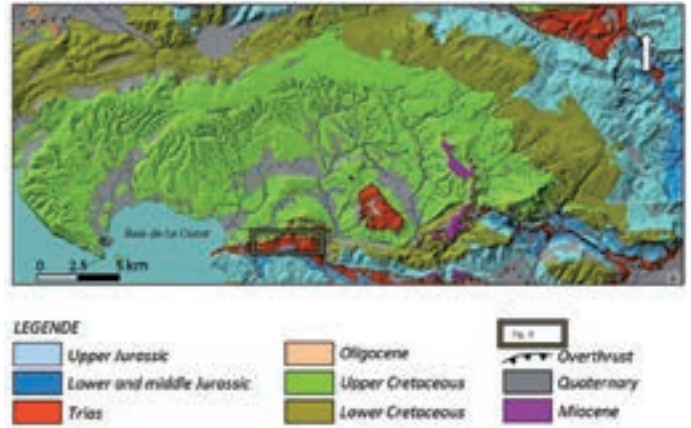 North
Baie de La Ciotat
0 2.5 5 km
LEGENDE
Upper Jurassic
Lower and middle Jurassic
Trias
Oligocene
Upper Cretaceous
Lower Cretaceous
Overthrust
Quaternary
Miocene